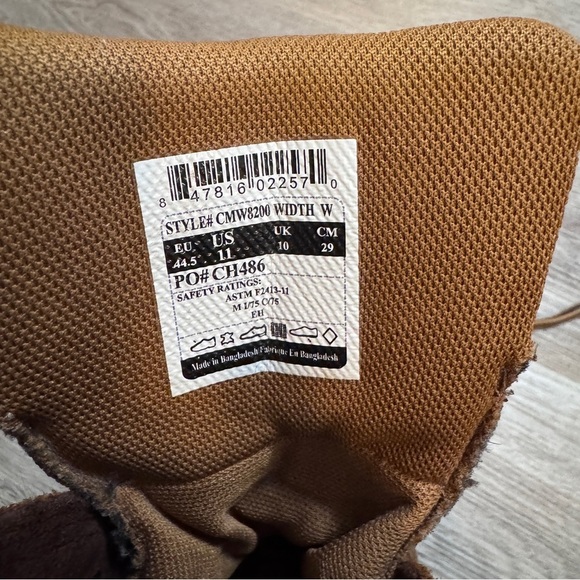 8 47816 02257 0
STYLE# CMW8200 WIDTH W
EU US UK CM
44.5 11 10 29
PO# CH486
SAFETY RATINGS:
ASTM F2413-11
M I/75 C/75
EH
Made in Bangladesh/Fabrique En Bangladesh